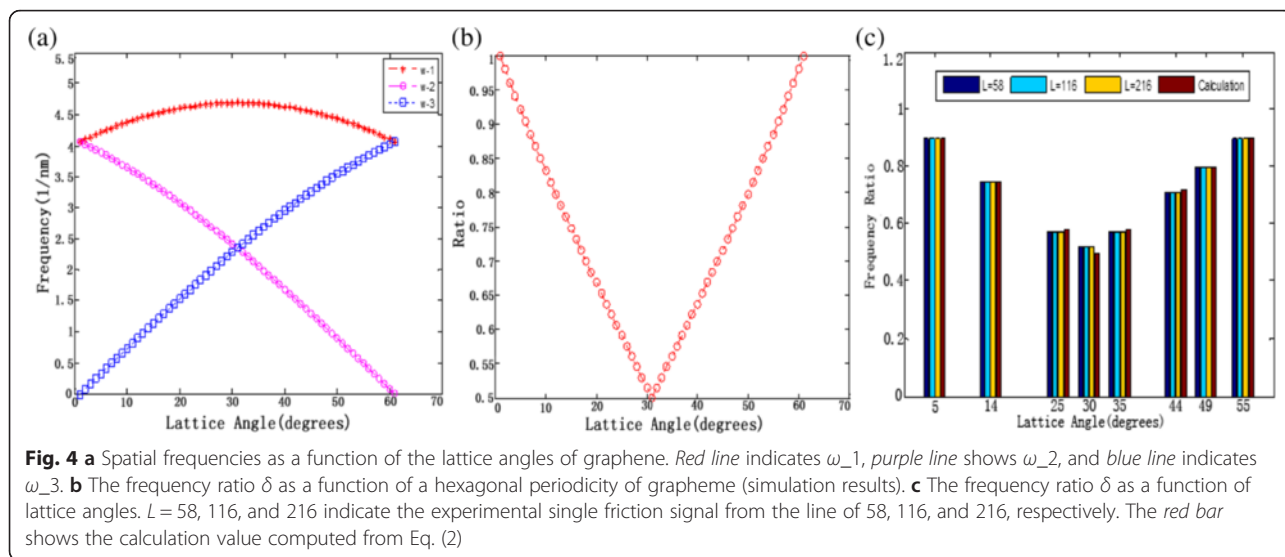 (a)
5.5
5
4.5
4
3.5
3
2.5
2
1.5
1
0.5
0
Frequency(1/nm)
w-1
w-2
w-3
0 10 20 30 40 50 60 70
Lattice Angle(degrees)
(b)
1
0.95
0.9
0.85
0.8
0.75
0.7
0.65
0.6
0.55
0.5
Ratio
0 10 20 30 40 50 60 70
Lattice Angle(degrees)
(c)
1.2
1
0.8
0.6
0.4
0.2
0
Frequency Ratio
L=58 L=116 L=216 Calculation
5 14 25 30 35 44 49 55
Lattice Angle(degrees)
Fig. 4 a Spatial frequencies as a function of the lattice angles of graphene. Red line indicates ω_1, purple line shows ω_2, and blue line indicates
ω_3. b The frequency ratio δ as a function of a hexagonal periodicity of grapheme (simulation results). c The frequency ratio δ as a function of
lattice angles. L = 58, 116, and 216 indicate the experimental single friction signal from the line of 58, 116, and 216, respectively. The red bar
shows the calculation value computed from Eq. (2)